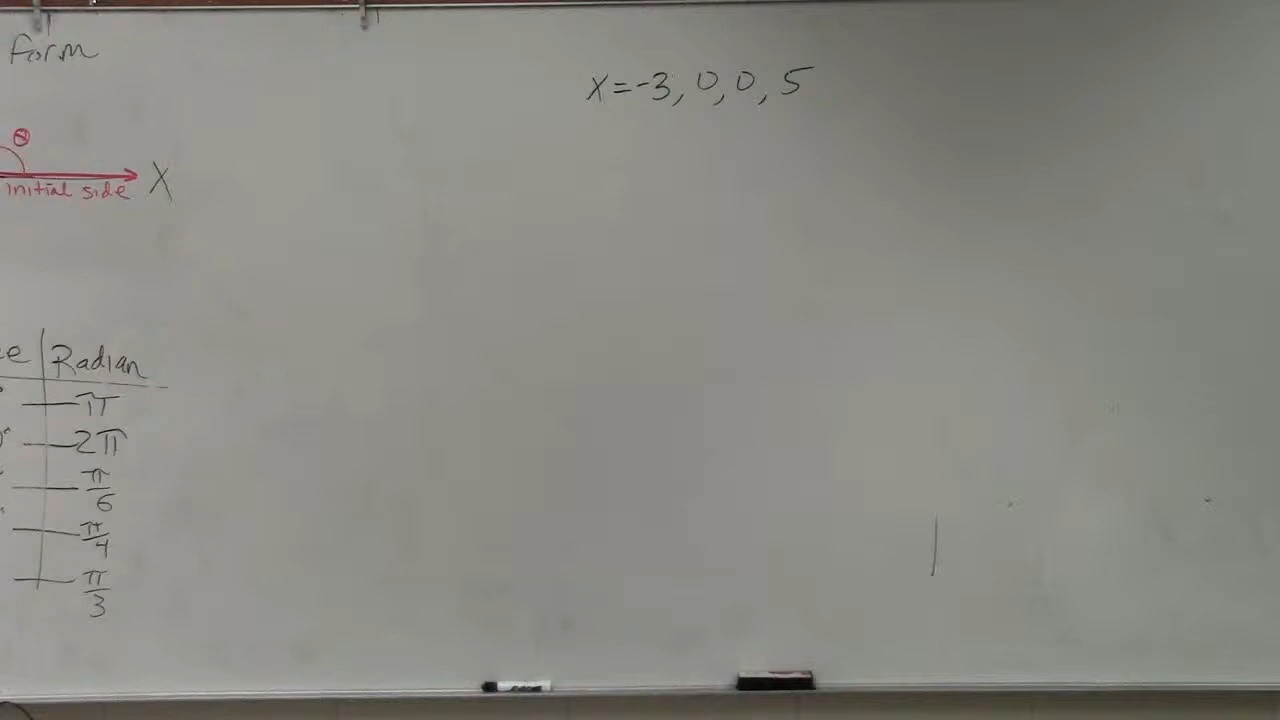 Form
x=-3, 0, 0, 5
θ
initial side X
Radian
π
2π
π/6
π/4
π/3